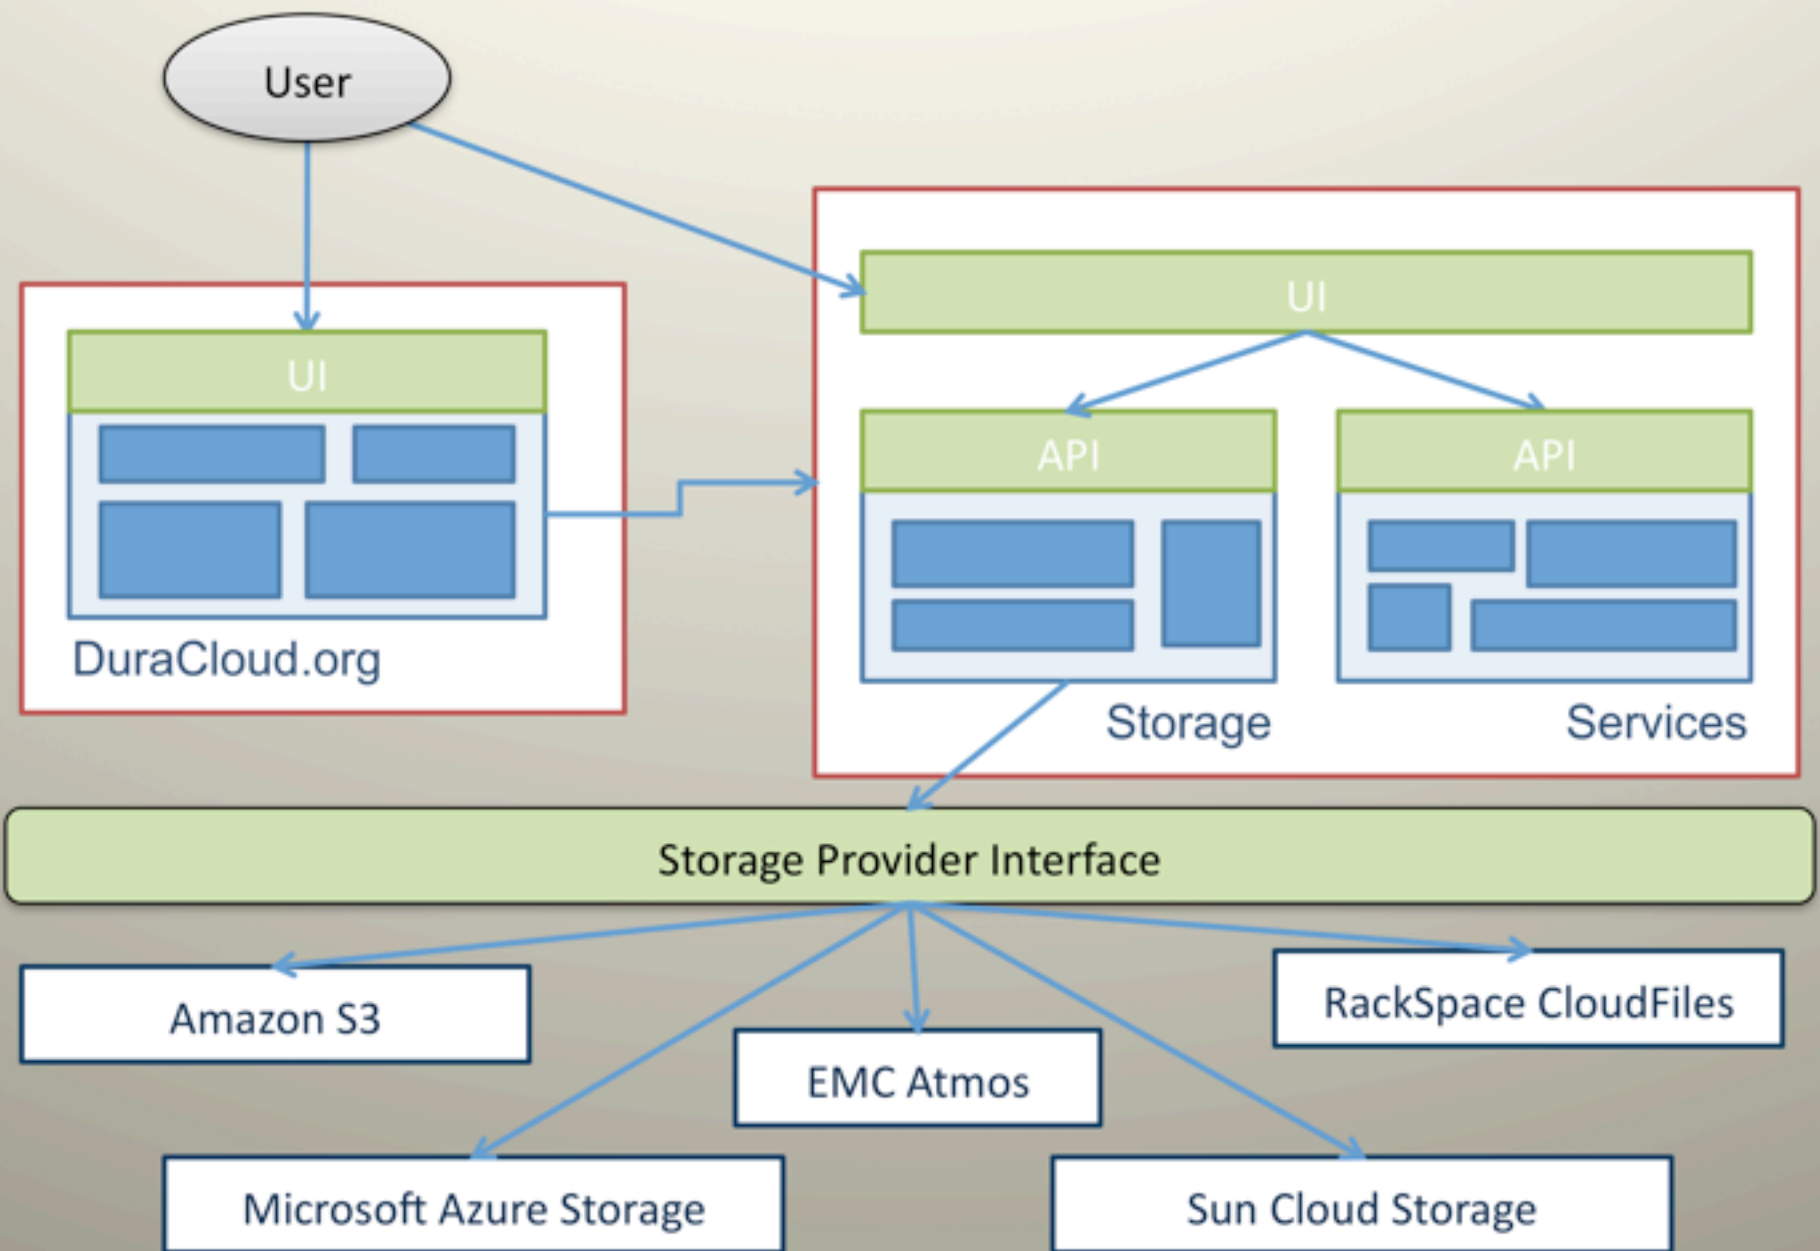 User
UI
UI
API
API
DuraCloud.org
Storage
Services
Storage Provider Interface
Amazon S3
RackSpace CloudFiles
EMC Atmos
Microsoft Azure Storage
Sun Cloud Storage